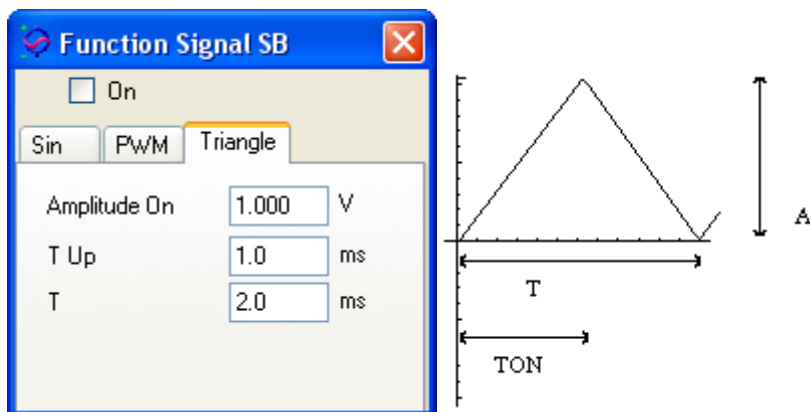 Function Signal SB
On
Sin PWM Triangle
Amplitude On 1.000 V
T Up 1.0 ms
T 2.0 ms
A
T
TON